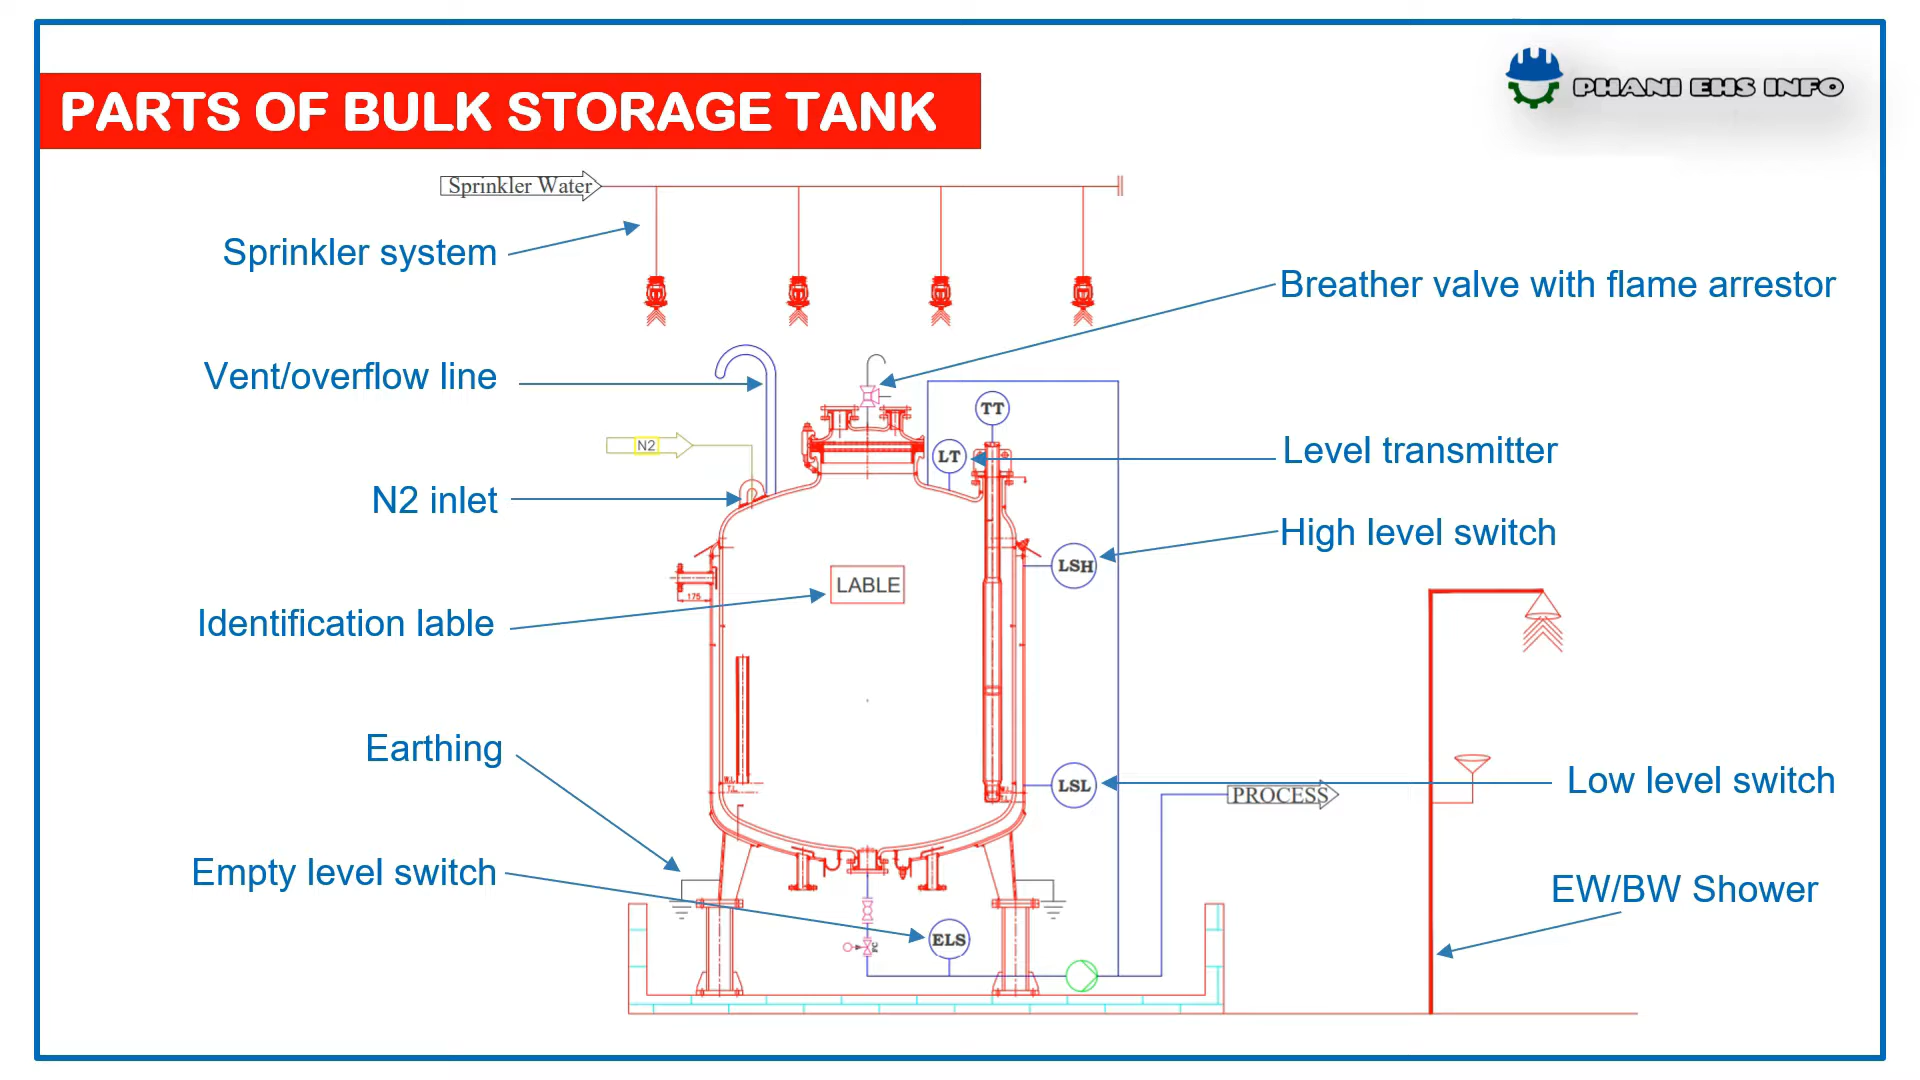 PARTS OF BULK STORAGE TANK
PHANI EHS INFO
Sprinkler Water
Sprinkler system
Breather valve with flame arrestor
Vent/overflow line
TT
N2
LT
Level transmitter
N2 inlet
High level switch
LSH
LABLE
175
Identification lable
Earthing
W.L
T.L
LSL
PROCESS
Low level switch
Empty level switch
EW/BW Shower
ELS
FC